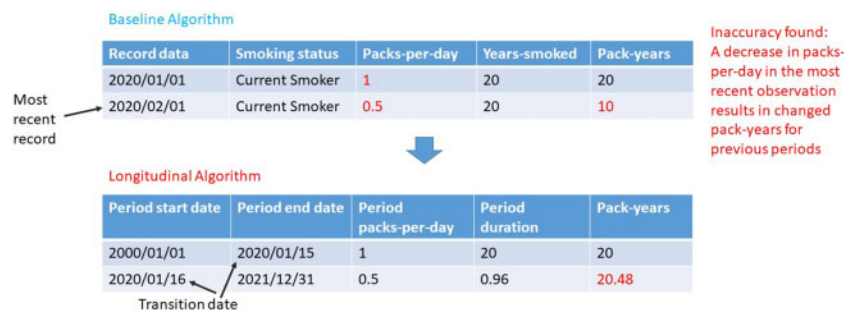 Baseline Algorithm
Record data Smoking status Packs-per-day Years-smoked Pack-years
2020/01/01 Current Smoker 1 20 20
2020/02/01 Current Smoker 0.5 20 10
Most
recent
record
Inaccuracy found:
A decrease in packs-
per-day in the most
recent observation
results in changed
pack-years for
previous periods
Longitudinal Algorithm
Period start date Period end date Period
packs-per-day Period
duration Pack-years
2000/01/01 2020/01/15 1 20 20
2020/01/16 2021/12/31 0.5 0.96 20.48
Transition date